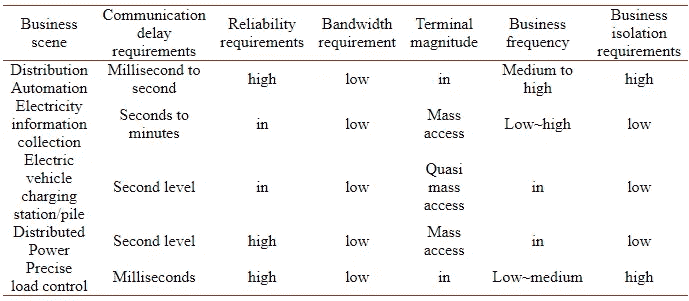 Business scene | Communication delay requirements | Reliability requirements | Bandwidth requirement | Terminal magnitude | Business frequency | Business isolation requirements
Distribution Automation | Millisecond to second | high | low | in | Medium to high | high
Electricity information collection | Seconds to minutes | in | low | Mass access | Low~high | low
Electric vehicle charging station/pile | Second level | in | low | Quasi mass access | in | low
Distributed Power | Second level | high | low | Mass access | in | low
Precise load control | Milliseconds | high | low | in | Low~medium | high